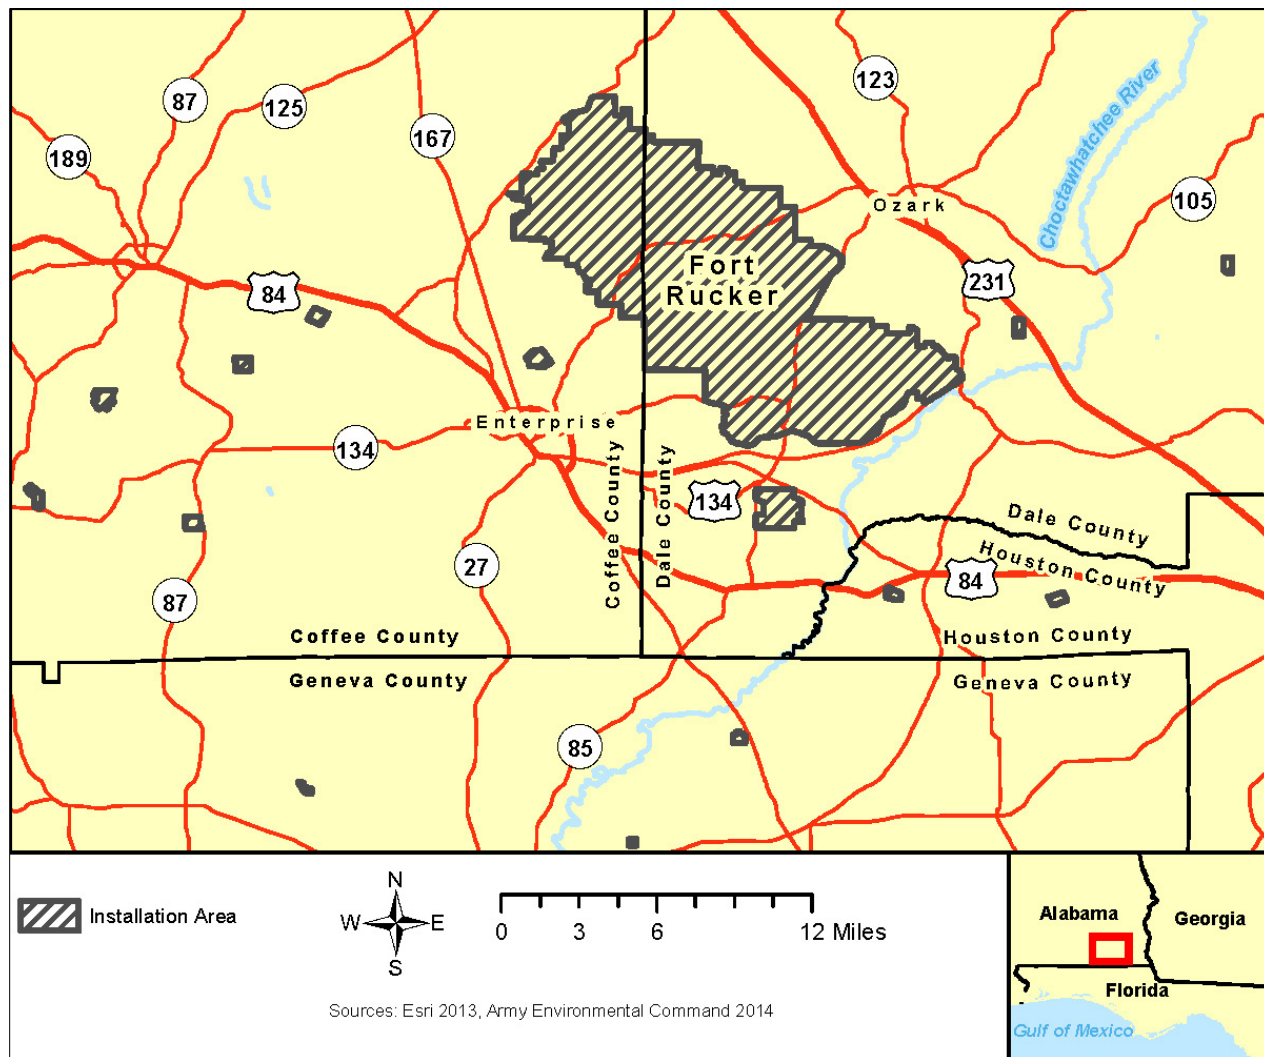 87
125
123
167
189
105
Choctawhatchee River
Ozark
Fort
Rucker
84
231
Enterprise
134
134
Coffee County
Dale County
Dale County
Houston County
27
84
87
Coffee County
Houston County
Geneva County
Geneva County
85
Installation Area
N
W
E
S
0
3
6
12 Miles
Sources: Esri 2013, Army Environmental Command 2014
Alabama
Georgia
Florida
Gulf of Mexico